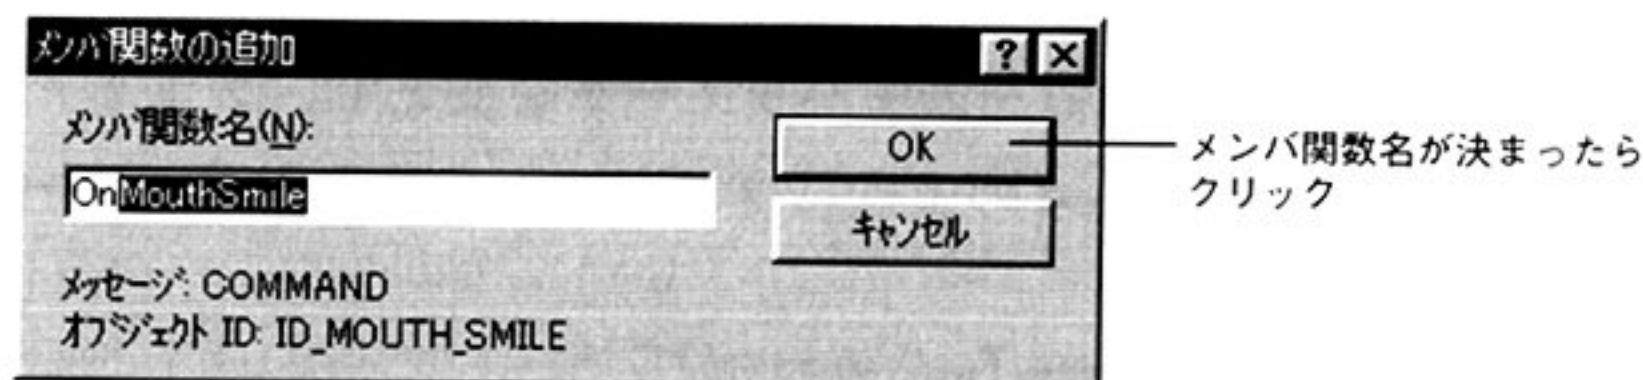 メンバ関数の追加
メンバ関数名(N):
OnMouthSmile
OK
キャンセル
メッセージ: COMMAND
オブジェクト ID: ID_MOUTH_SMILE
メンバ関数名が決まったら
クリック